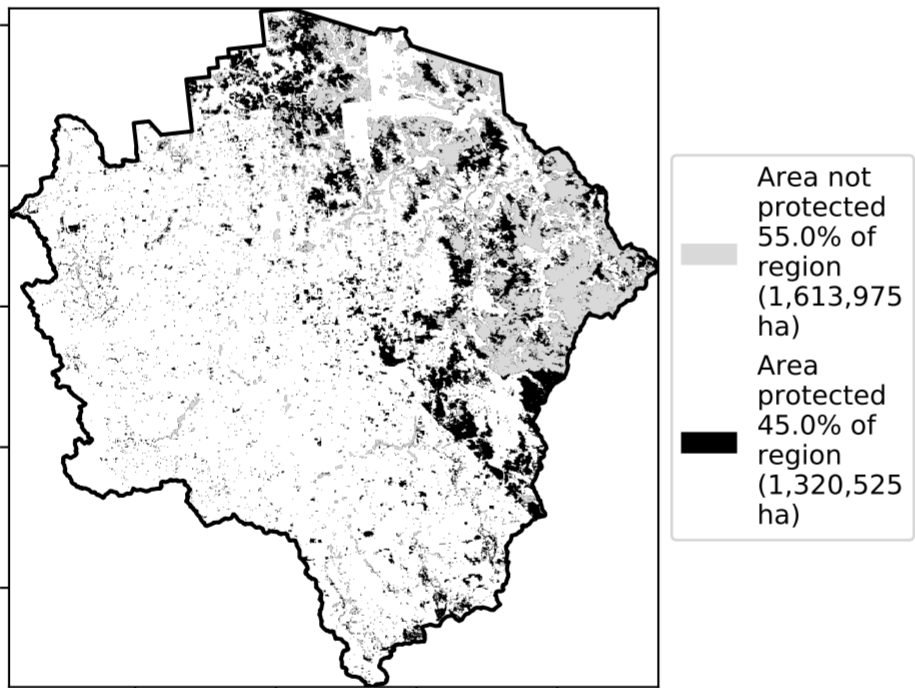 Area not
protected
55.0% of
region
(1,613,975
ha)
Area
protected
45.0% of
region
(1,320,525
ha)